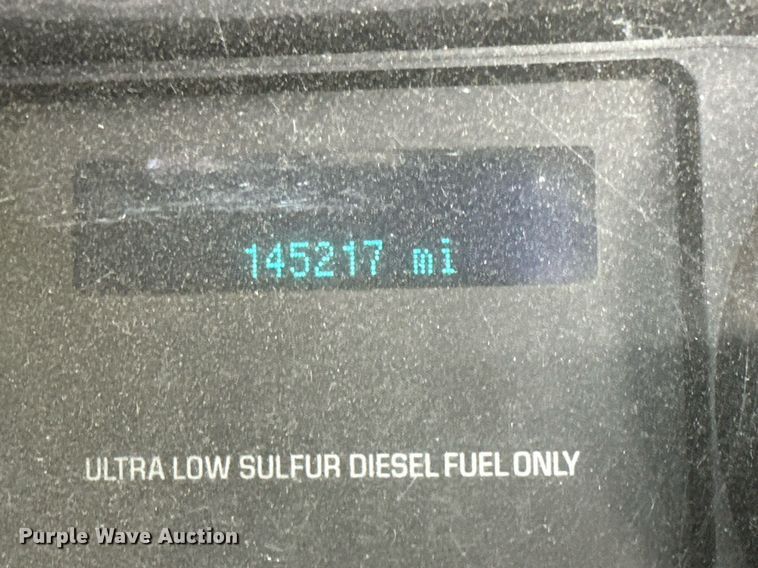 145217 mi
ULTRA LOW SULFUR DIESEL FUEL ONLY
Purple Wave Auction